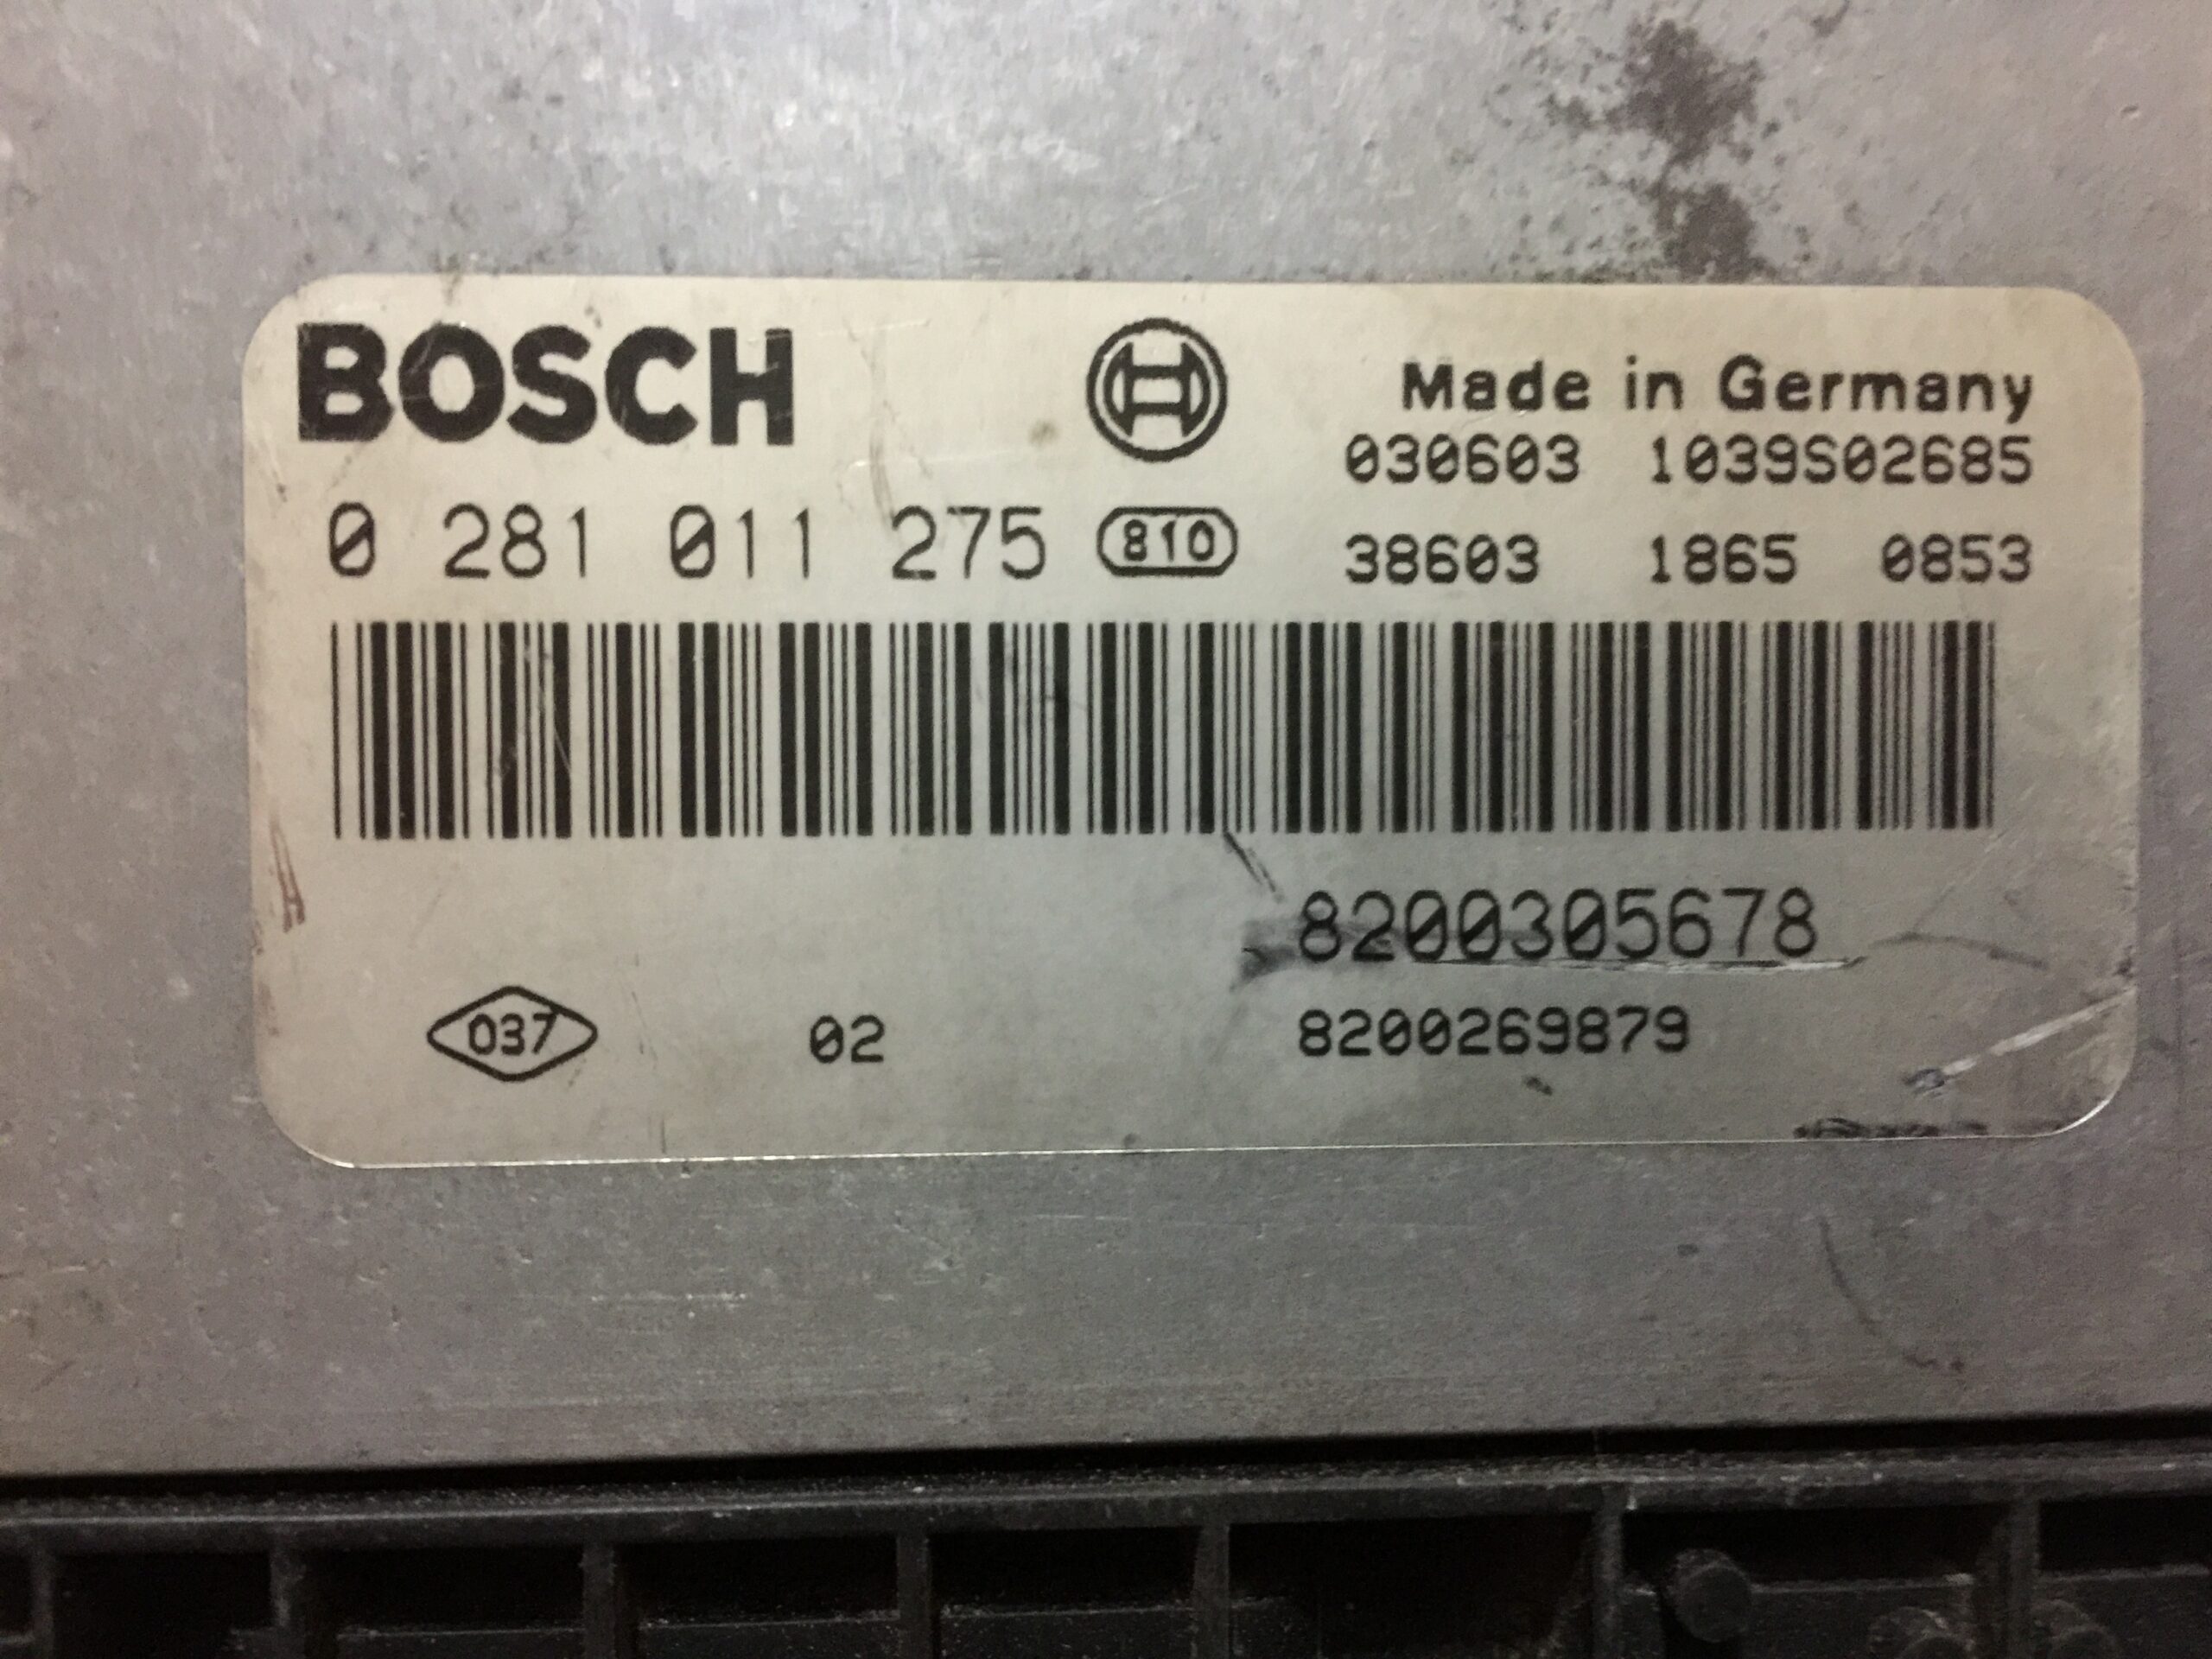 BOSCH
Made in Germany
030603 1039S02685
0 281 011 275 810
38603 1865 0853
8200305678
037 02 8200269879